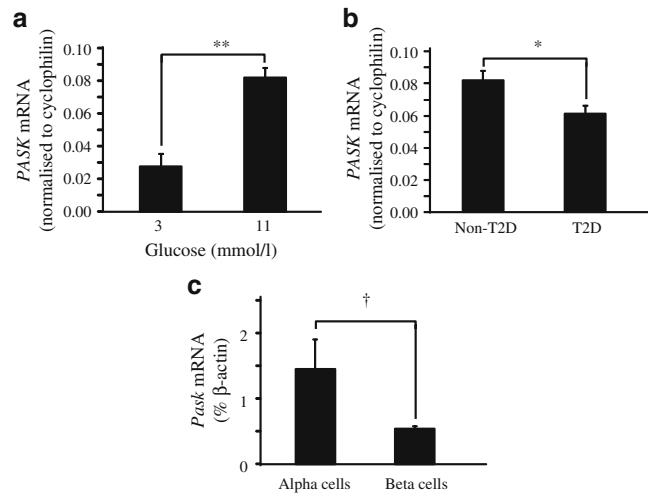 a
**
0.10
0.08
0.06
0.04
0.02
0.00
PASK mRNA
(normalised to cyclophilin)
3 11
Glucose (mmol/l)
b
*
0.10
0.08
0.06
0.04
0.06
0.00
PASK mRNA
(normalised to cyclophilin)
Non-T2D T2D
c
†
2
1
0
Pask mRNA
(% β-actin)
Alpha cells Beta cells